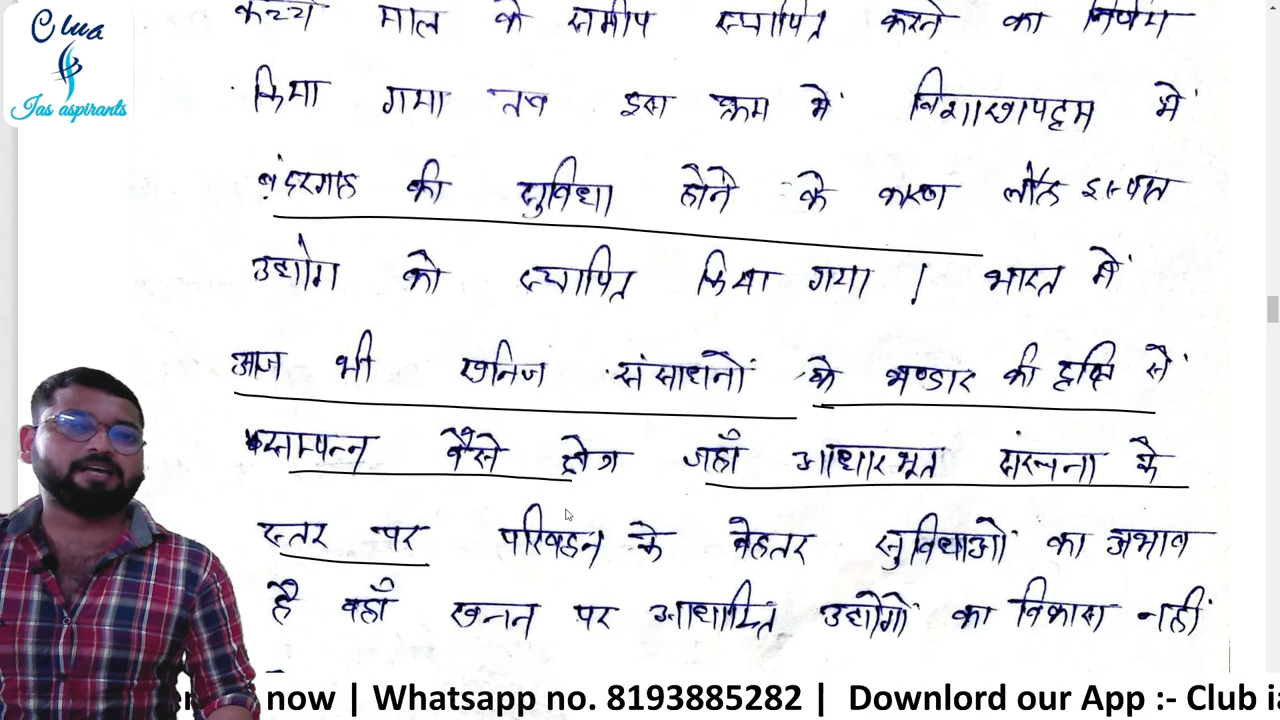 Clua
Ias aspirants
कच्चे माल के समीप स्थापित करने का निर्णय
किया गया तब इस क्रम में विशाखापट्टम में
बंदरगाह की सुविधा होने के कारण लौह इस्पात
उद्योग को स्थापित किया गया । भारत में
आज भी खनिज संसाधनों के भण्डार की दृष्टि से
सम्पन्न वैसे क्षेत्र जहाँ आधारभूत संरचना के
स्तर पर परिवहन के बेहतर सुविधाओं का अभाव
है वहाँ खनन पर आधारित उद्योगों का विकास नहीं
now | Whatsapp no. 8193885282 | Downlord our App :- Club ia